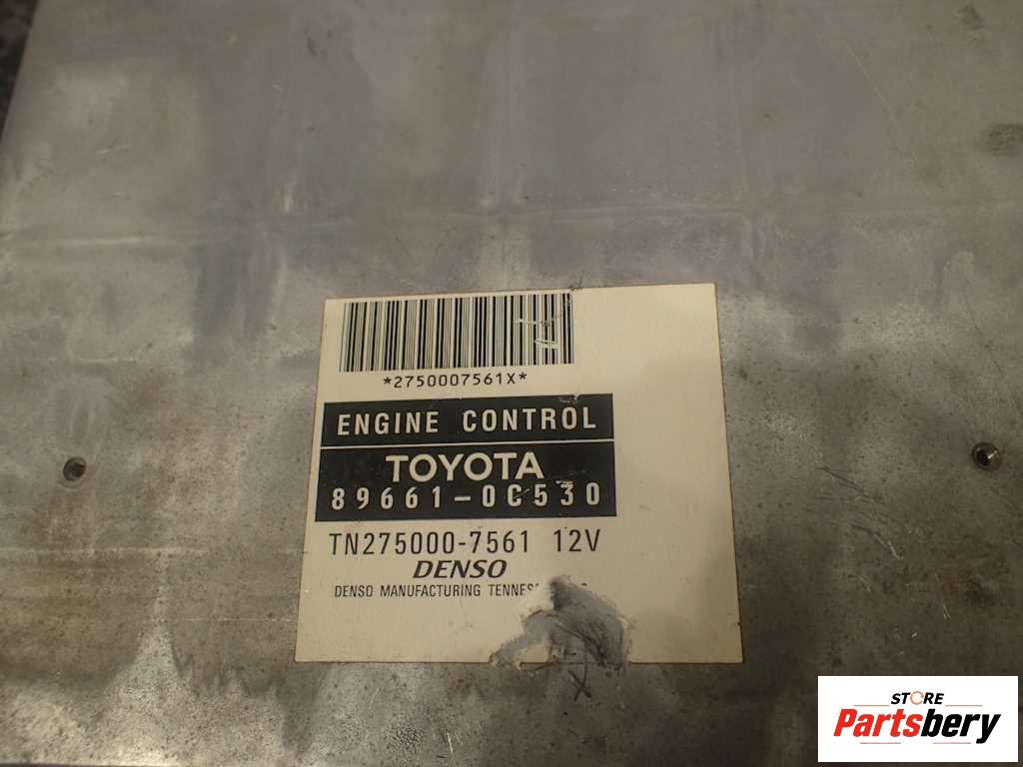 *2750007561X*
ENGINE CONTROL
TOYOTA
89661-0C530
TN275000-7561 12V
DENSO
DENSO MANUFACTURING
STORE
Partsbery